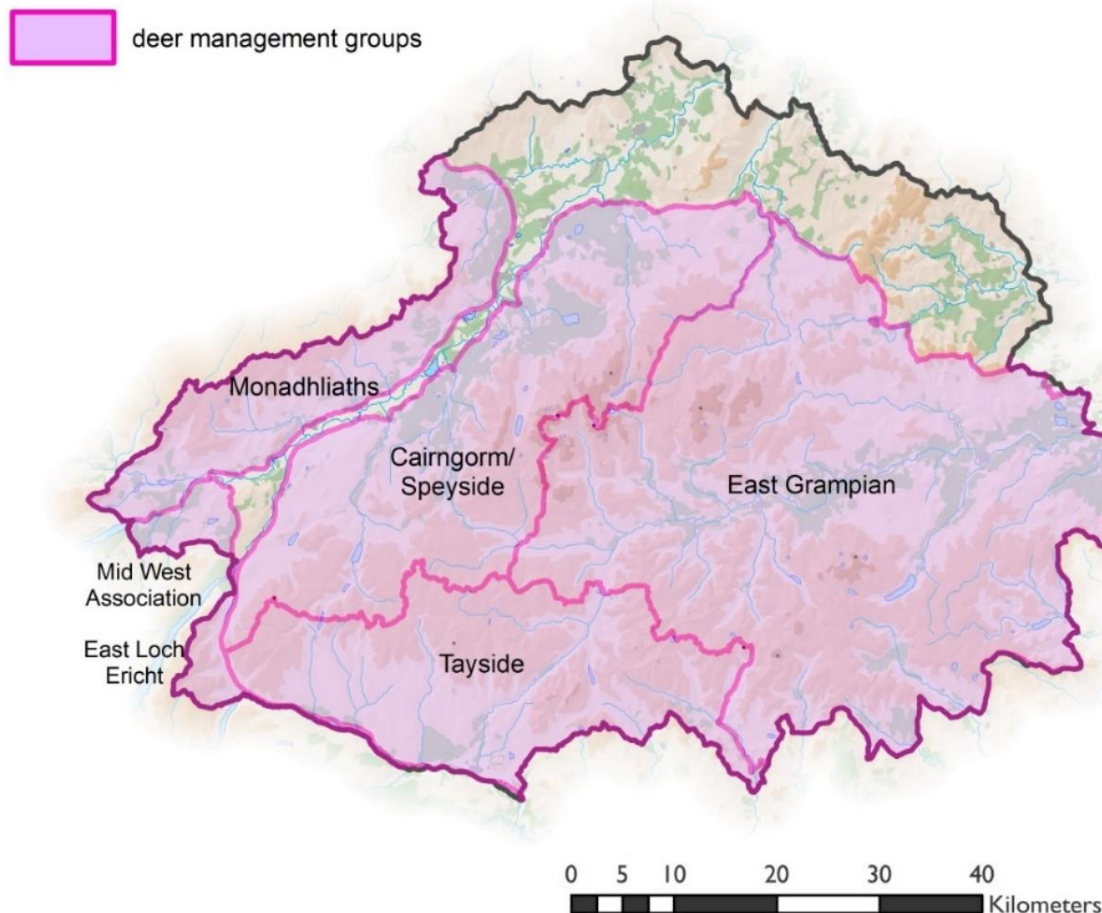 deer management groups
Monadhliaths
Cairngorm/
Speyside
East Grampian
Mid West
Association
East Loch
Ericht
Tayside
0 5 10 20 30 40
Kilometers